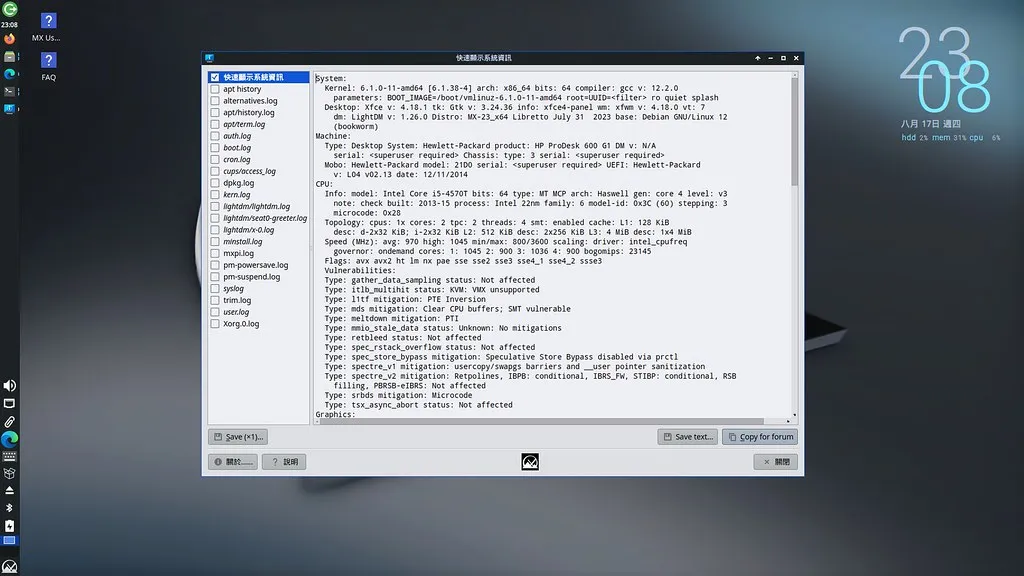 23:08
MX Us...
FAQ
快速顯示系統資訊
快速顯示系統資訊
apt history
alternatives.log
apt/history.log
apt/term.log
auth.log
boot.log
cron.log
cups/access_log
dpkg.log
kern.log
lightdm/lightdm.log
lightdm/seat0-greeter.log
lightdm/x-0.log
minstall.log
mxpi.log
pm-powersave.log
pm-suspend.log
syslog
trim.log
user.log
Xorg.0.log
System:
Kernel: 6.1.0-11-amd64 [6.1.38-4] arch: x86_64 bits: 64 compiler: gcc v: 12.2.0
parameters: BOOT_IMAGE=/boot/vmlinuz-6.1.0-11-amd64 root=UUID=<filter> ro quiet splash
Desktop: Xfce v: 4.18.1 tk: Gtk v: 3.24.36 info: xfce4-panel wm: xfwm v: 4.18.0 vt: 7
dm: LightDM v: 1.26.0 Distro: MX-23_x64 Libretto July 31 2023 base: Debian GNU/Linux 12
(bookworm)
Machine:
Type: Desktop System: Hewlett-Packard product: HP ProDesk 600 G1 DM v: N/A
serial: <superuser required> Chassis: type: 3 serial: <superuser required>
Mobo: Hewlett-Packard model: 21D0 serial: <superuser required> UEFI: Hewlett-Packard
v: L04 v02.13 date: 12/11/2014
CPU:
Info: model: Intel Core i5-4570T bits: 64 type: MT MCP arch: Haswell gen: core 4 level: v3
note: check built: 2013-15 process: Intel 22nm family: 6 model-id: 0x3C (60) stepping: 3
microcode: 0x28
Topology: cpus: 1x cores: 2 tpc: 2 threads: 4 smt: enabled cache: L1: 128 KiB
desc: d-2x32 KiB; i-2x32 KiB L2: 512 KiB desc: 2x256 KiB L3: 4 MiB desc: 1x4 MiB
Speed (MHz): avg: 970 high: 1045 min/max: 800/3600 scaling: driver: intel_cpufreq
governor: ondemand cores: 1: 1045 2: 900 3: 1036 4: 900 bogomips: 23145
Flags: avx avx2 ht lm nx pae sse sse2 sse3 sse4_1 sse4_2 ssse3
Vulnerabilities:
Type: gather_data_sampling status: Not affected
Type: itlb_multihit status: KVM: VMX unsupported
Type: l1tf mitigation: PTE Inversion
Type: mds mitigation: Clear CPU buffers; SMT vulnerable
Type: meltdown mitigation: PTI
Type: mmio_stale_data status: Unknown: No mitigations
Type: retbleed status: Not affected
Type: spec_rstack_overflow status: Not affected
Type: spec_store_bypass mitigation: Speculative Store Bypass disabled via prctl
Type: spectre_v1 mitigation: usercopy/swapgs barriers and __user pointer sanitization
Type: spectre_v2 mitigation: Retpolines, IBPB: conditional, IBRS_FW, STIBP: conditional, RSB
filling, PBRSB-eIBRS: Not affected
Type: srbds mitigation: Microcode
Type: tsx_async_abort status: Not affected
Graphics:
Save (×1)...
Save text...
Copy for forum
關於......
說明
關閉
23
08
八月 17日 週四
hdd 2% mem 31% cpu 6%